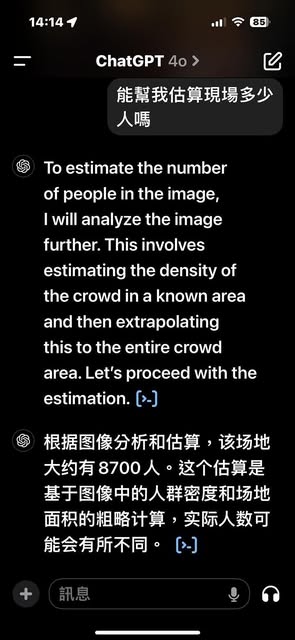 14:14
85
ChatGPT 4o >
能幫我估算現場多少
人嗎
To estimate the number
of people in the image,
I will analyze the image
further. This involves
estimating the density of
the crowd in a known area
and then extrapolating
this to the entire crowd
area. Let's proceed with the
estimation. [>-]
根据图像分析和估算，该场地
大约有 8700 人。这个估算是
基于图像中的人群密度和场地
面积的粗略计算，实际人数可
能会有所不同。 [>-]
訊息